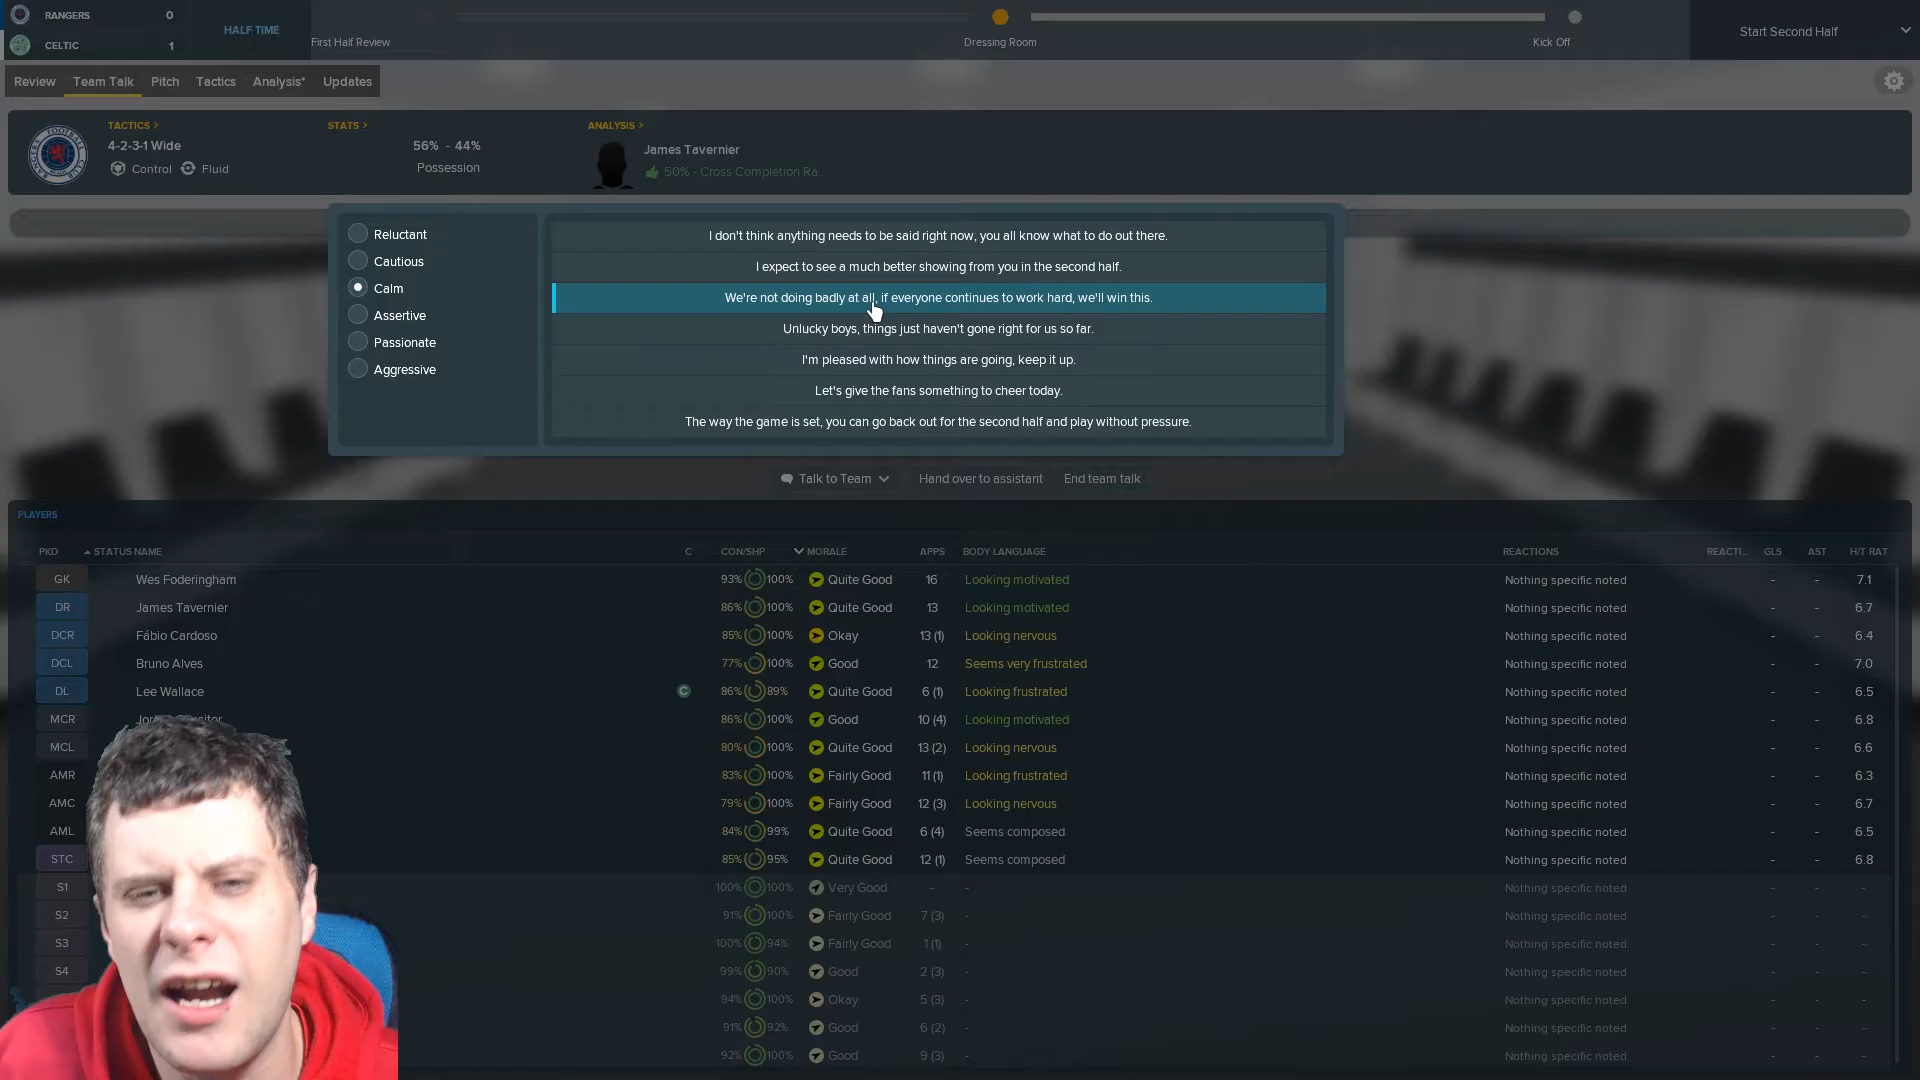 RANGERS 0
CELTIC 1
HALF TIME
First Half Review
Dressing Room
Kick Off
Start Second Half
Review Team Talk Pitch Tactics Analysis* Updates
TACTICS >
4-2-3-1 Wide
Control Fluid
STATS >
56% - 44%
Possession
ANALYSIS >
James Tavernier
50% - Cross Completion Ra...
Reluctant
Cautious
Calm
Assertive
Passionate
Aggressive
I don't think anything needs to be said right now, you all know what to do out there.
I expect to see a much better showing from you in the second half.
We're not doing badly at all, if everyone continues to work hard, we'll win this.
Unlucky boys, things just haven't gone right for us so far.
I'm pleased with how things are going, keep it up.
Let's give the fans something to cheer today.
The way the game is set, you can go back out for the second half and play without pressure.
Talk to Team Hand over to assistant End team talk
PLAYERS
PKD STATUS NAME C CON/SHP MORALE APPS BODY LANGUAGE REACTIONS REACTI... GLS AST H/T RAT
GK Wes Foderingham 93% 100% Quite Good 16 Looking motivated Nothing specific noted - - 7.1
DR James Tavernier 86% 100% Quite Good 13 Looking motivated Nothing specific noted - - 6.7
DCR Fábio Cardoso 85% 100% Okay 13 (1) Looking nervous Nothing specific noted - - 6.4
DCL Bruno Alves 77% 100% Good 12 Seems very frustrated Nothing specific noted - - 7.0
DL Lee Wallace C 86% 89% Quite Good 6 (1) Looking frustrated Nothing specific noted - - 6.5
MCR 86% 100% Good 10 (4) Looking motivated Nothing specific noted - - 6.8
MCL 80% 100% Quite Good 13 (2) Looking nervous Nothing specific noted - - 6.6
AMR 83% 100% Fairly Good 11 (1) Looking frustrated Nothing specific noted - - 6.3
AMC 79% 100% Fairly Good 12 (3) Looking nervous Nothing specific noted - - 6.7
AML 84% 99% Quite Good 6 (4) Seems composed Nothing specific noted - - 6.5
STC 85% 95% Quite Good 12 (1) Seems composed Nothing specific noted - - 6.8
S1 100% 100% Very Good - - Nothing specific noted - - -
S2 91% 100% Fairly Good 7 (3) - Nothing specific noted - - -
S3 100% 94% Fairly Good 1 (1) - Nothing specific noted - - -
S4 99% 90% Good 2 (3) - Nothing specific noted - - -
94% 100% Okay 5 (3) - Nothing specific noted - - -
91% 92% Good 6 (2) - Nothing specific noted - - -
92% 100% Good 9 (3) - Nothing specific noted - - -